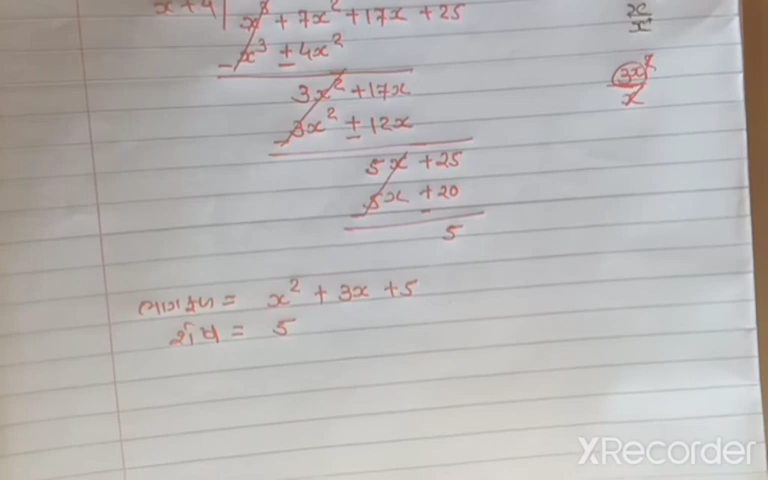 x + 4 | x³ + 7x² + 17x + 25
x³ + 4x²
3x² + 17x
3x² + 12x
5x + 25
5x + 20
5
x
x
3x²
x
ભાગફળ = x² + 3x + 5
શેષ = 5
XRecorder